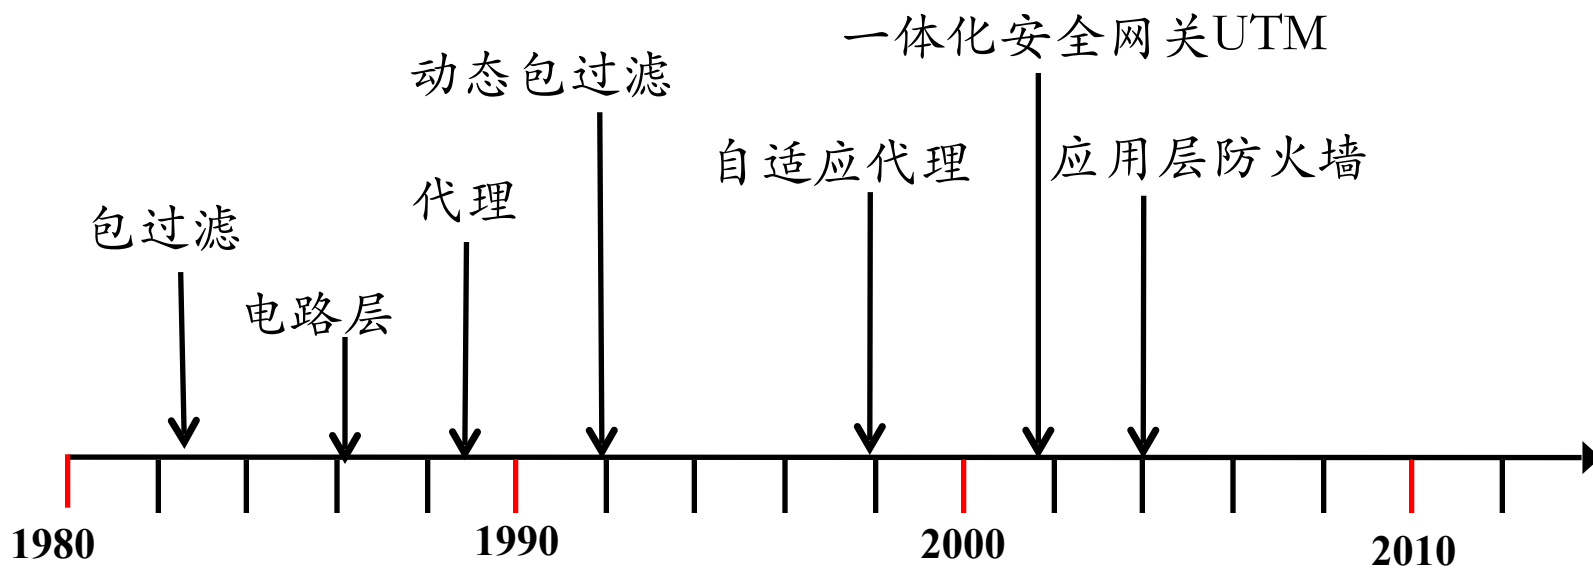 一体化安全网关UTM
动态包过滤
自适应代理
应用层防火墙
代理
包过滤
电路层
1980
1990
2000
2010